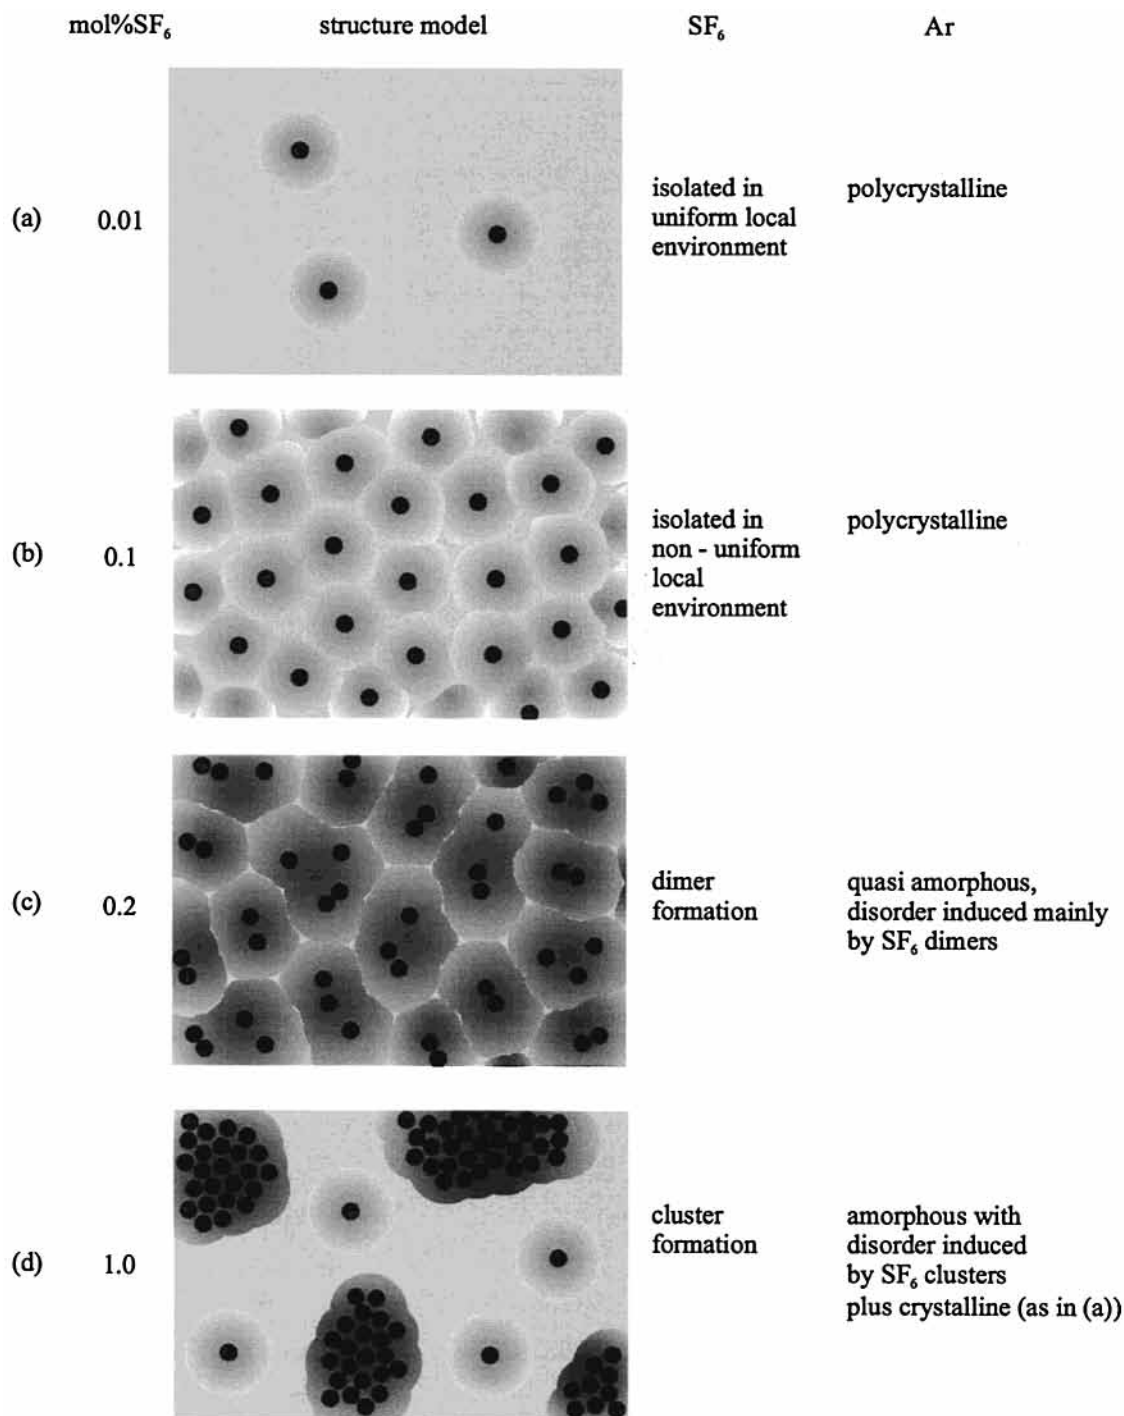 mol%SF₆ structure model SF₆ Ar
(a) 0.01
isolated in
uniform local
environment
polycrystalline
(b) 0.1
isolated in
non - uniform
local
environment
polycrystalline
(c) 0.2
dimer
formation
quasi amorphous,
disorder induced mainly
by SF₆ dimers
(d) 1.0
cluster
formation
amorphous with
disorder induced
by SF₆ clusters
plus crystalline (as in (a))